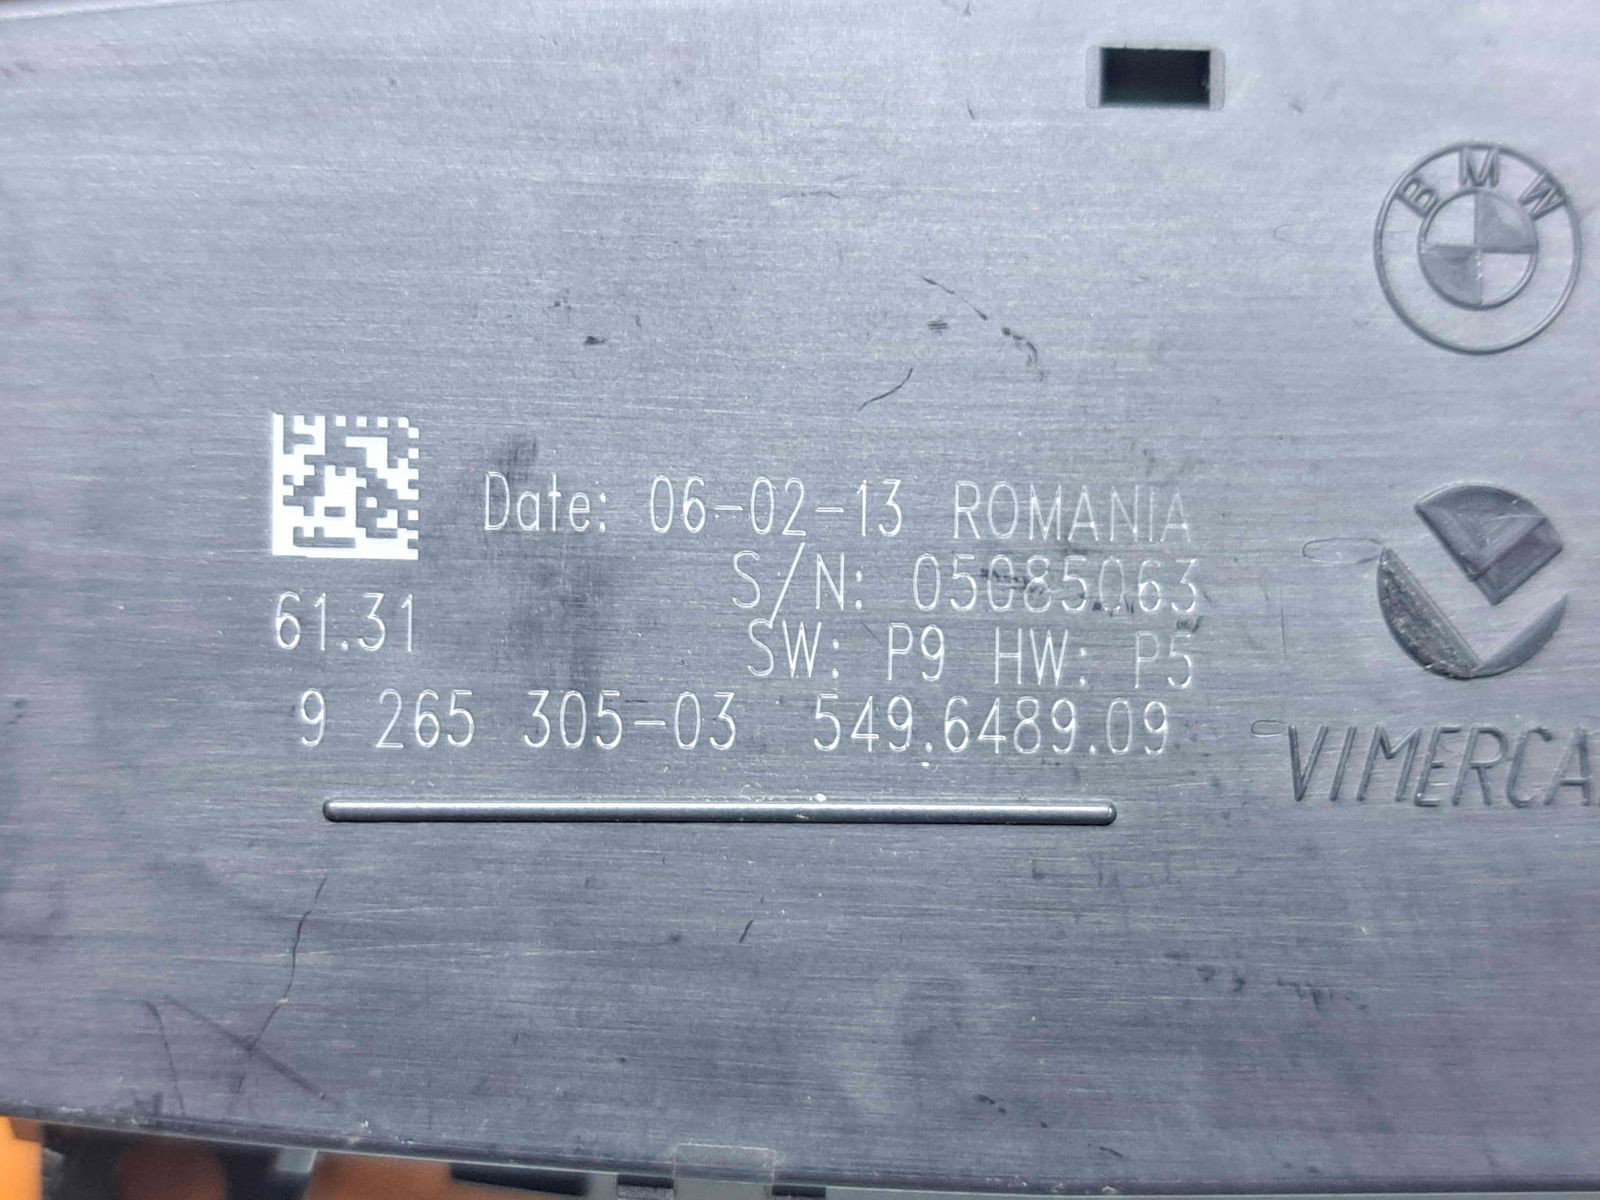 BMW
Date: 06-02-13 ROMANIA
S/N: 05085063
61.31
SW: P9 HW: P5
9 265 305-03 549.6489.09
VIMERCA